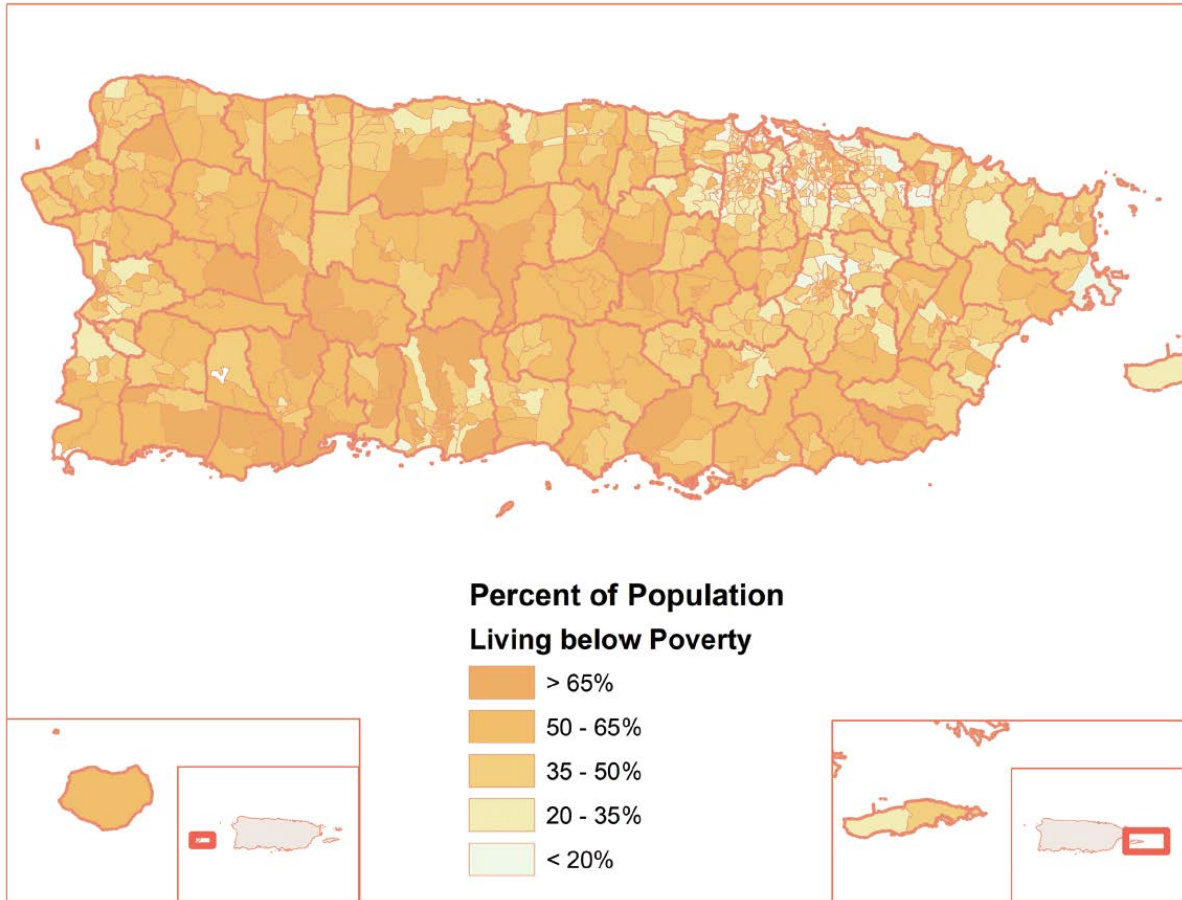 Percent of Population
Living below Poverty
> 65%
50 - 65%
35 - 50%
20 - 35%
< 20%